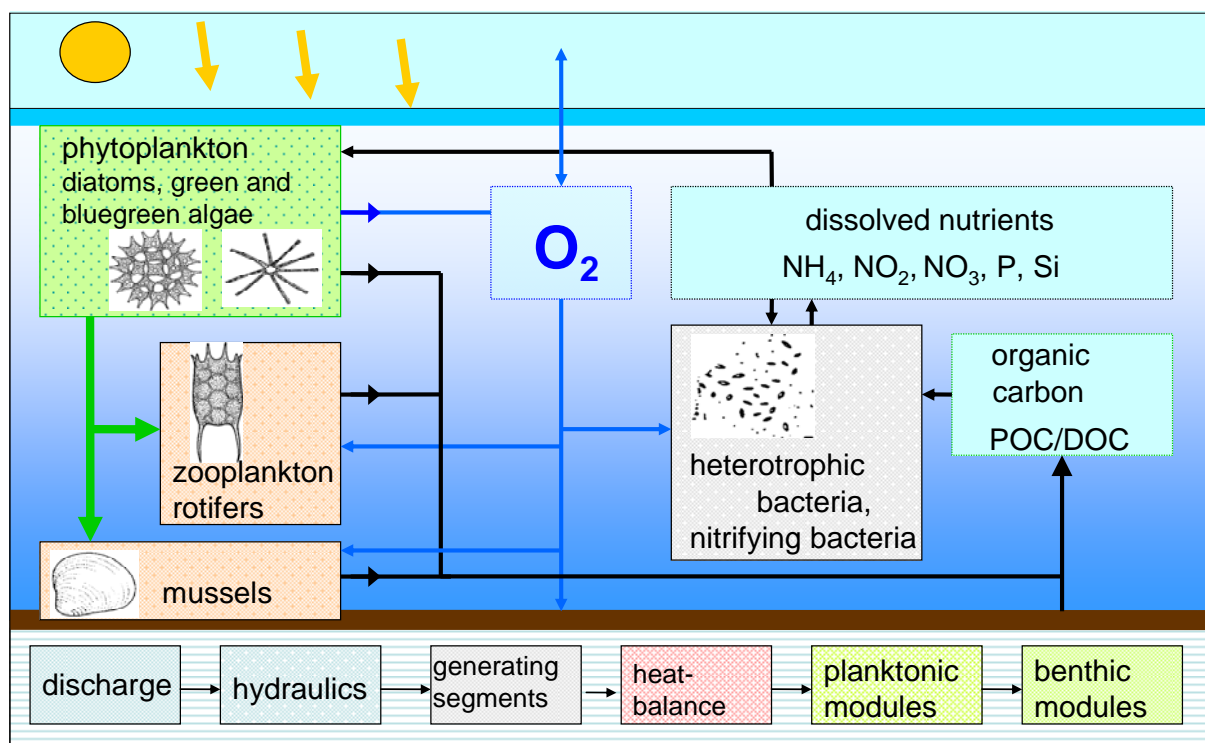 phytoplankton
diatoms, green and
bluegreen algae
O₂
dissolved nutrients
NH₄, NO₂, NO₃, P, Si
zooplankton
rotifers
heterotrophic
bacteria,
nitrifying bacteria
organic
carbon
POC/DOC
mussels
discharge
hydraulics
generating
segments
heat-
balance
planktonic
modules
benthic
modules